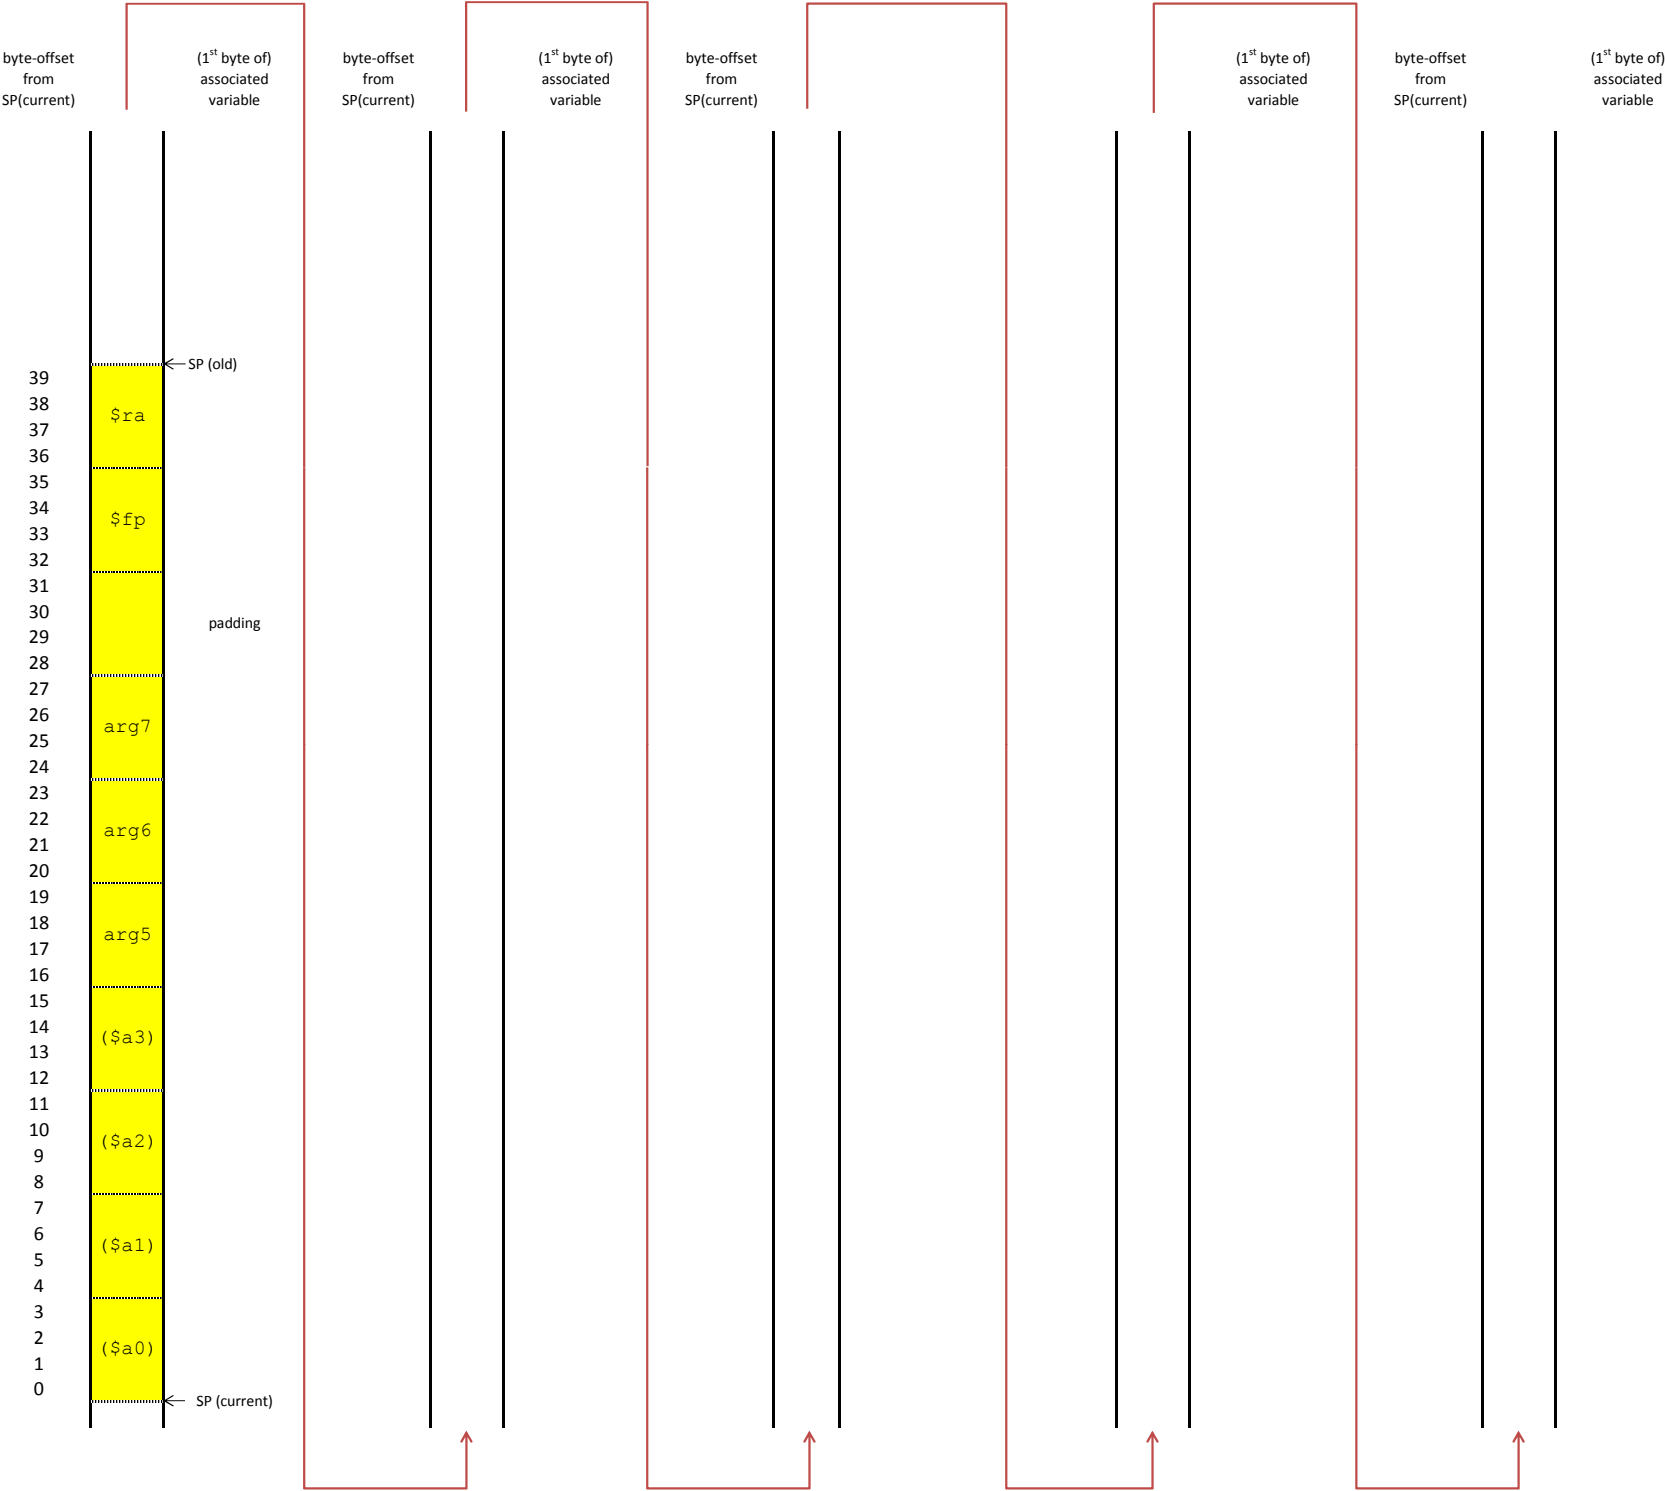 byte-offset
from
SP(current)
(1st byte of)
associated
variable
byte-offset
from
SP(current)
(1st byte of)
associated
variable
byte-offset
from
SP(current)
(1st byte of)
associated
variable
byte-offset
from
SP(current)
(1st byte of)
associated
variable
SP (old)
39
38
$ra
37
36
35
34
$fp
33
32
31
30
padding
29
28
27
26
arg7
25
24
23
22
arg6
21
20
19
18
arg5
17
16
15
14
($a3)
13
12
11
10
($a2)
9
8
7
6
($a1)
5
4
3
2
($a0)
1
0
SP (current)